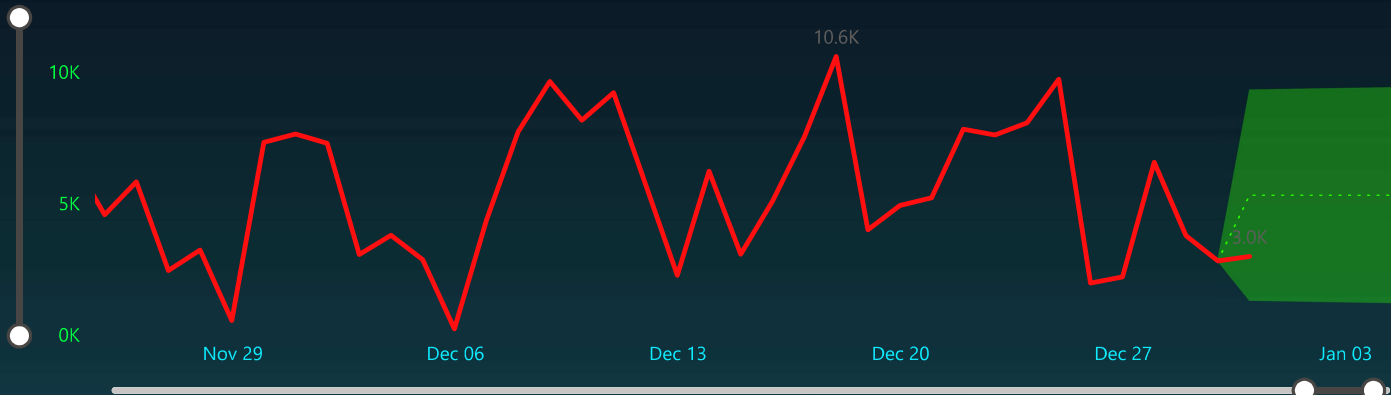 10.6K
10K
5K
3.0K
0K
Nov 29
Dec 06
Dec 13
Dec 20
Dec 27
Jan 03